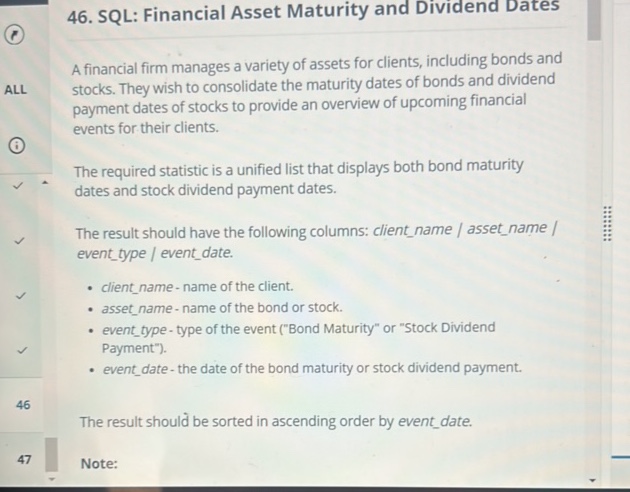 46. SQL: Financial Asset Maturity and Dividend Dates
ALL
A financial firm manages a variety of assets for clients, including bonds and
stocks. They wish to consolidate the maturity dates of bonds and dividend
payment dates of stocks to provide an overview of upcoming financial
events for their clients.
The required statistic is a unified list that displays both bond maturity
dates and stock dividend payment dates.
The result should have the following columns: client_name | asset_name |
event_type | event_date.
• client_name - name of the client.
• asset_name - name of the bond or stock.
• event_type - type of the event ("Bond Maturity" or "Stock Dividend
Payment").
• event_date - the date of the bond maturity or stock dividend payment.
46
The result should be sorted in ascending order by event_date.
47
Note: